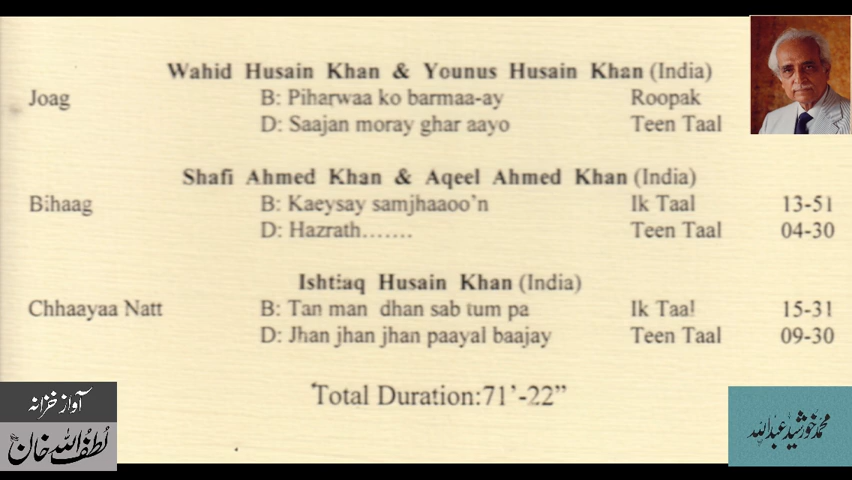 Wahid Husain Khan & Younus Husain Khan (India)
Joag B: Piharwaa ko barmaa-ay Roopak
D: Saajan moray ghar aayo Teen Taal
Shafi Ahmed Khan & Aqeel Ahmed Khan (India)
Bihaag B: Kaeysay samjhaaoo'n Ik Taal 13-51
D: Hazrath....... Teen Taal 04-30
Ishtiaq Husain Khan (India)
Chhaayaa Natt B: Tan man dhan sab tum pa Ik Taal 15-31
D: Jhan jhan jhan paayal baajay Teen Taal 09-30
Total Duration:71'-22"
آواز خزانہ
لُطفُ اللہ خان
محمد خورشید عبداللہ